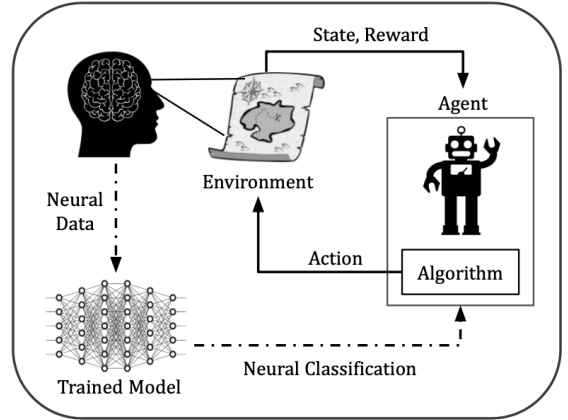 State, Reward
Agent
Environment
Neural
Data
Action
Algorithm
Neural Classification
Trained Model